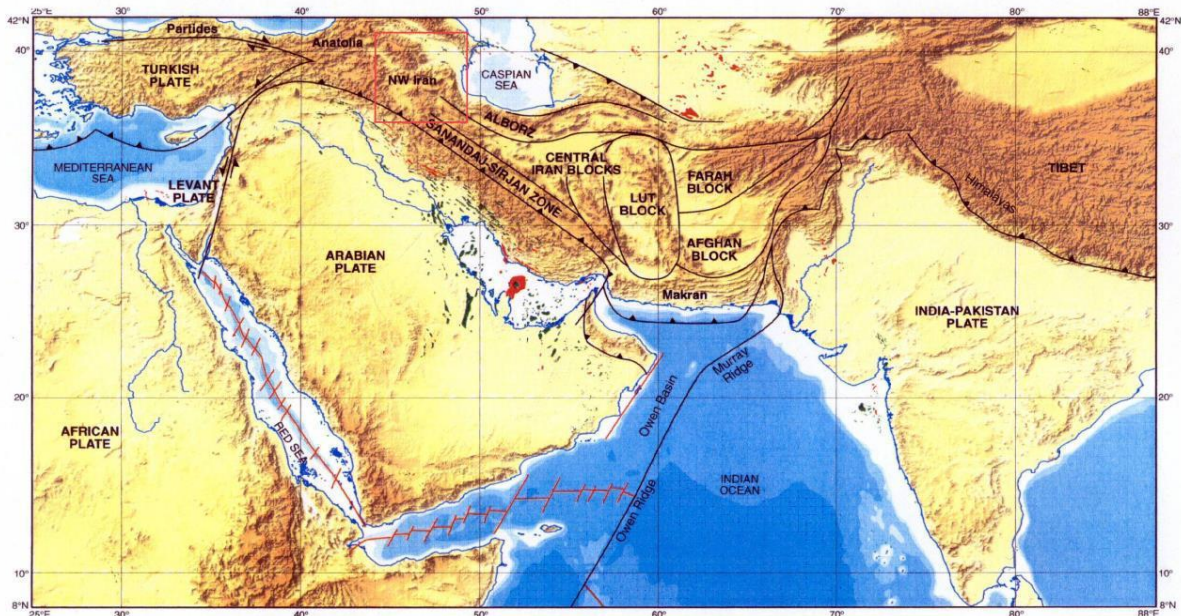 42°N
40°
30°
20°
10°
8°N
25°E
30°
40°
50°
60°
70°
80°
88°E
42°N
40°
30°
20°
10°
8°N
Partides
Anatolia
TURKISH
PLATE
NW Iran
CASPIAN
SEA
ALBORZ
SANANDAJ-SIRJAN ZONE
CENTRAL
IRAN BLOCKS
FARAH
BLOCK
LUT
BLOCK
AFGHAN
BLOCK
TIBET
Himalayas
MEDITERRANEAN
SEA
LEVANT
PLATE
ARABIAN
PLATE
Makran
INDIA-PAKISTAN
PLATE
Murray
Ridge
Owen Basin
AFRICAN
PLATE
RED SEA
INDIAN
OCEAN
Owen Ridge
30°
40°
50°
60°
70°
80°
88°E